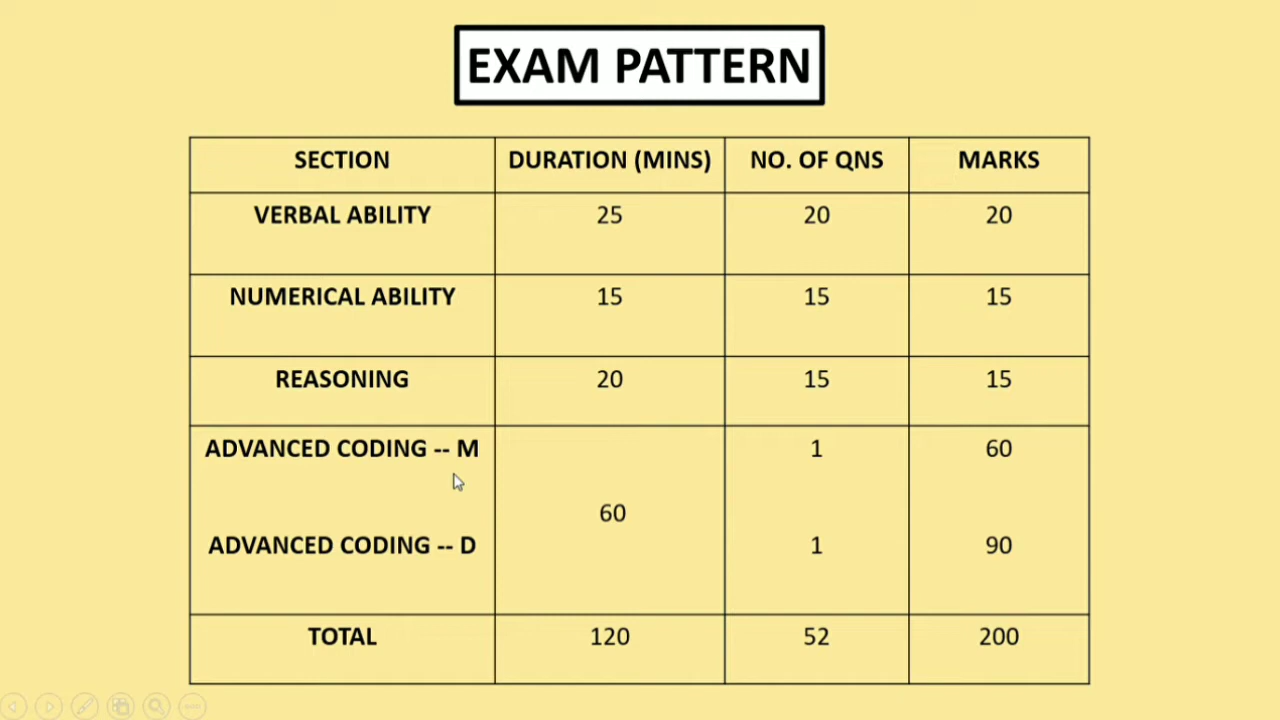 EXAM PATTERN
SECTION DURATION (MINS) NO. OF QNS MARKS
VERBAL ABILITY 25 20 20
NUMERICAL ABILITY 15 15 15
REASONING 20 15 15
ADVANCED CODING -- M 1 60
60
ADVANCED CODING -- D 1 90
TOTAL 120 52 200